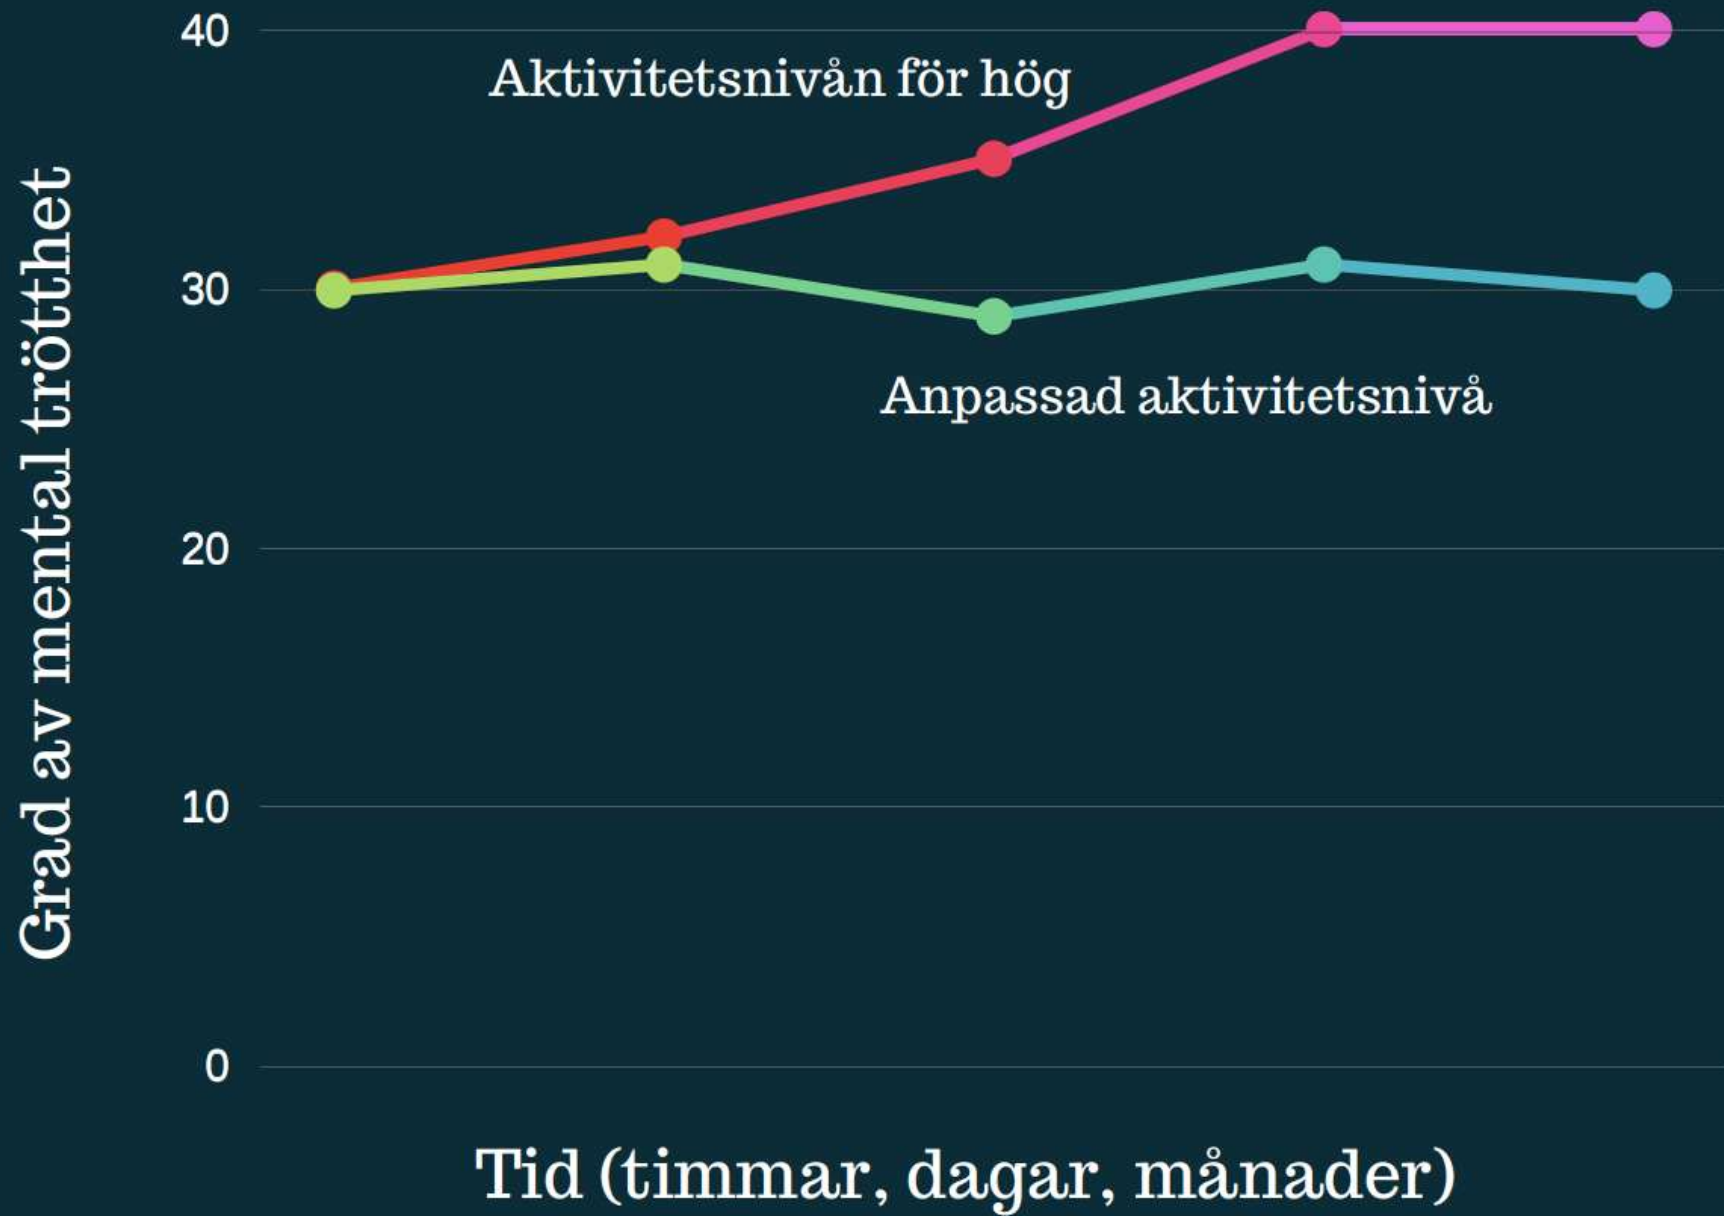 40
Aktivitetsnivån för hög
30
Anpassad aktivitetsnivå
20
10
0
Grad av mental trötthet
Tid (timmar, dagar, månader)